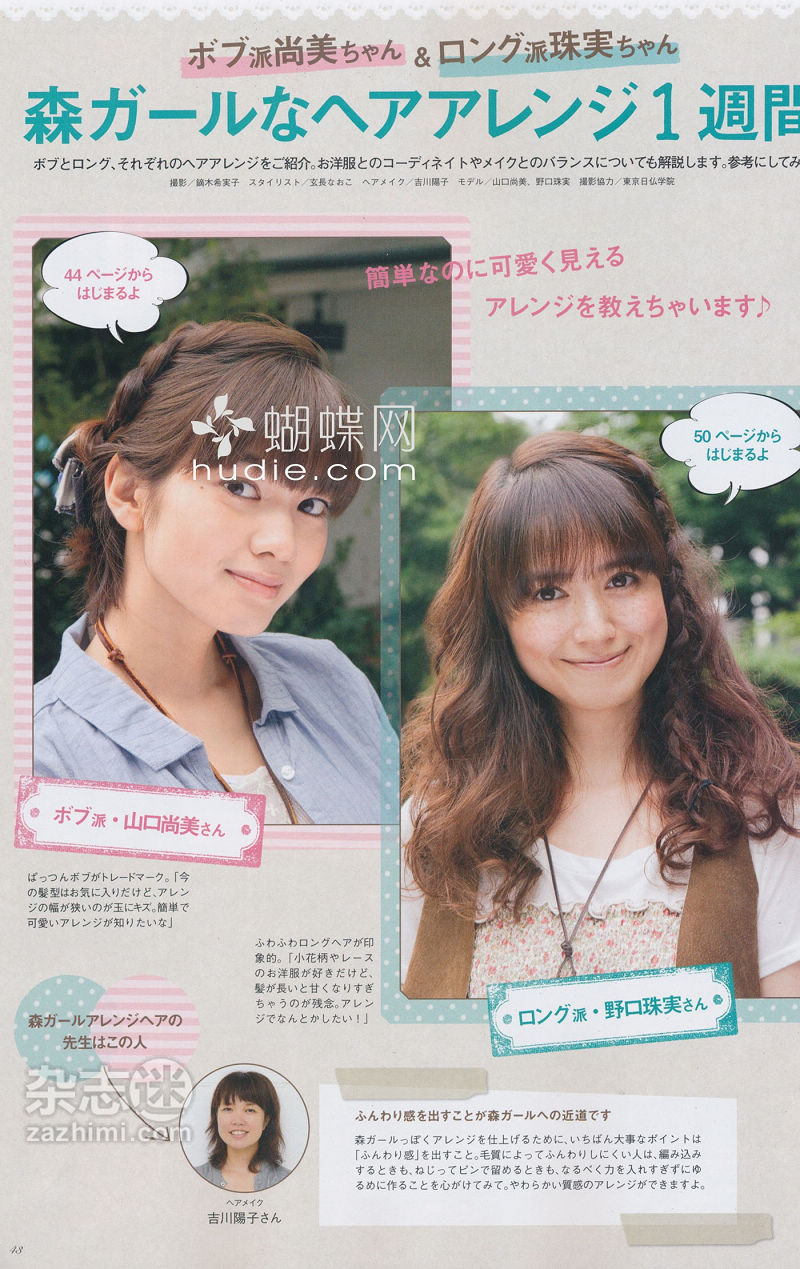 ボブ派尚美ちゃん & ロング派珠実ちゃん
森ガールなヘアアレンジ1週間
ボブとロング、それぞれのヘアアレンジをご紹介。お洋服とのコーディネイトやメイクとのバランスについても解説します。参考にしてみ
撮影／鏑木希実子 スタイリスト／玄長なおこ ヘアメイク／吉川陽子 モデル／山口尚美、野口珠実 撮影協力／東京日仏学院
44 ページから
はじまるよ
簡単なのに可愛く見える
アレンジを教えちゃいます♪
50 ページから
はじまるよ
蝴蝶网
hudie.com
ボブ派・山口尚美さん
ぱっつんボブがトレードマーク。「今
の髪型はお気に入りだけど、アレン
ジの幅が狭いのが玉にキズ。簡単で
可愛いアレンジが知りたいな」
ふわふわロングヘアが印
象的。「小花柄やレース
のお洋服が好きだけど、
髪が長いと甘くなりすぎ
ちゃうのが残念。アレン
ジでなんとかしたい！」
ロング派・野口珠実さん
森ガールアレンジヘアの
先生はこの人
杂志迷
zazhimi.com
ヘアメイク
吉川陽子さん
ふんわり感を出すことが森ガールへの近道です
森ガールっぽくアレンジを仕上げるために、いちばん大事なポイントは
「ふんわり感」を出すこと。毛質によってふんわりしにくい人は、編み込み
するときも、ねじってピンで留めるときも、なるべく力を入れすぎずにゆ
るめに作ることを心がけてみて。やわらかい質感のアレンジができますよ。
43